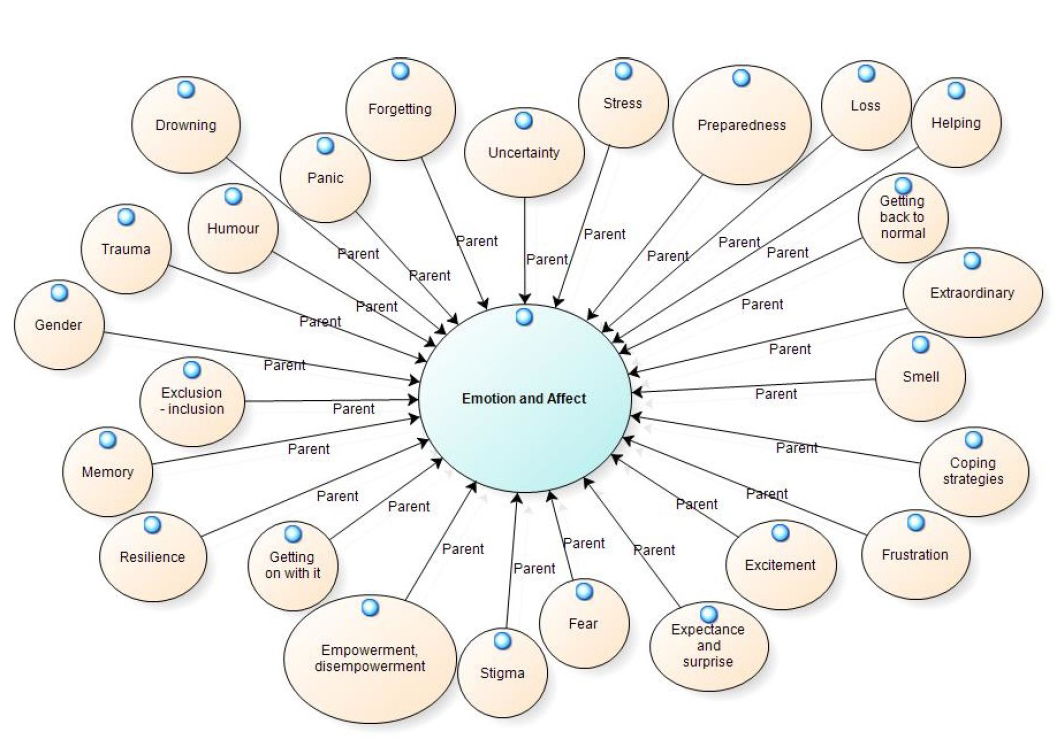 Forgetting
Stress
Loss
Drowning
Preparedness
Helping
Uncertainty
Panic
Getting
back to
normal
Humour
Trauma
Parent
Parent
Parent
Parent
Parent
Parent
Parent
Parent
Parent
Extraordinary
Parent
Parent
Gender
Parent
Parent
Parent
Smell
Exclusion
- inclusion
Parent
Parent
Emotion and Affect
Memory
Parent
Parent
Coping
strategies
Parent
Parent
Parent
Parent
Resilience
Getting
on with it
Parent
Parent
Parent
Parent
Excitement
Frustration
Empowerment,
disempowerment
Stigma
Fear
Expectance
and
surprise